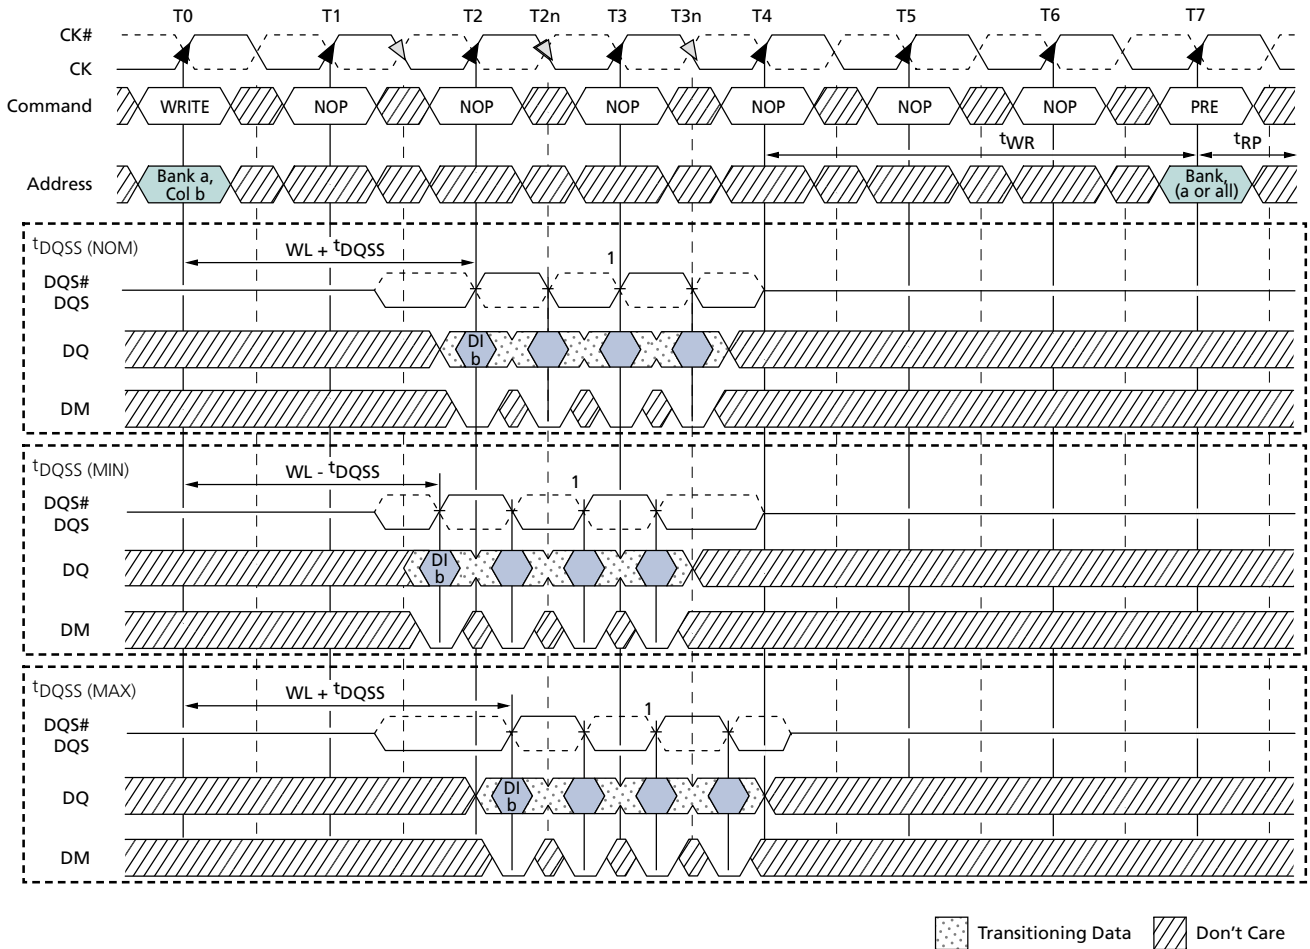 T0 T1 T2 T2n T3 T3n T4 T5 T6 T7
CK#
CK
Command WRITE NOP NOP NOP NOP NOP NOP PRE
tWR tRP
Address Bank a, Col b Bank, (a or all)
tDQSS (NOM)
WL + tDQSS
1
DQS#
DQS
DQ DI b
DM
tDQSS (MIN)
WL - tDQSS
1
DQS#
DQS
DQ DI b
DM
tDQSS (MAX)
WL + tDQSS
1
DQS#
DQS
DQ DI b
DM
Transitioning Data Don't Care